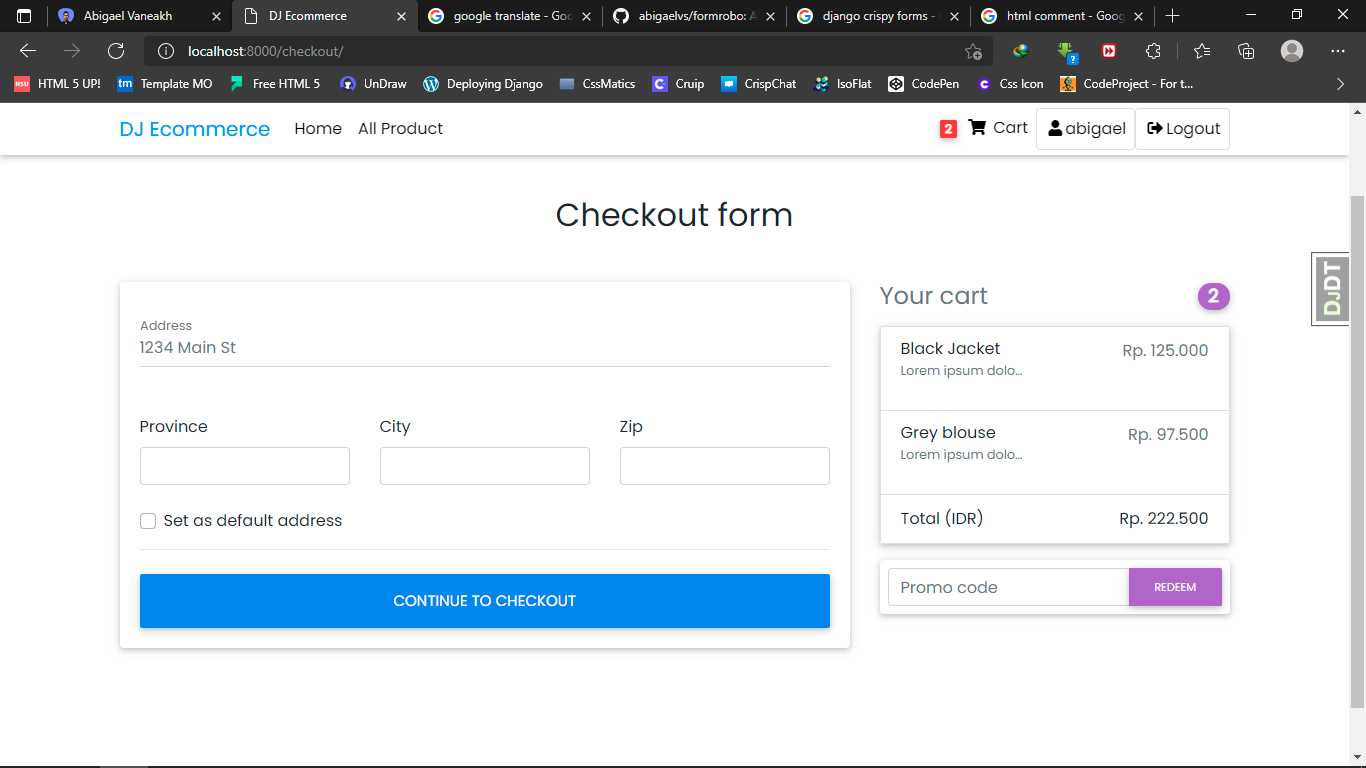 Abigael Vaneakh
DJ Ecommerce
google translate - Goo
abigaelvs/formrobo: A
django crispy forms -
html comment - Goog
localhost:8000/checkout/
HSU HTML 5 UP!
tm Template MO
Free HTML 5
UnDraw
Deploying Django
CssMatics
Cruip
CrispChat
IsoFlat
CodePen
Css Icon
CodeProject - For t...
DJ Ecommerce
Home
All Product
2 Cart
abigael
Logout
Checkout form
DJDT
Address
1234 Main St
Province
City
Zip
Set as default address
CONTINUE TO CHECKOUT
Your cart
2
Black Jacket
Rp. 125.000
Lorem ipsum dolo...
Grey blouse
Rp. 97.500
Lorem ipsum dolo...
Total (IDR)
Rp. 222.500
Promo code
REDEEM